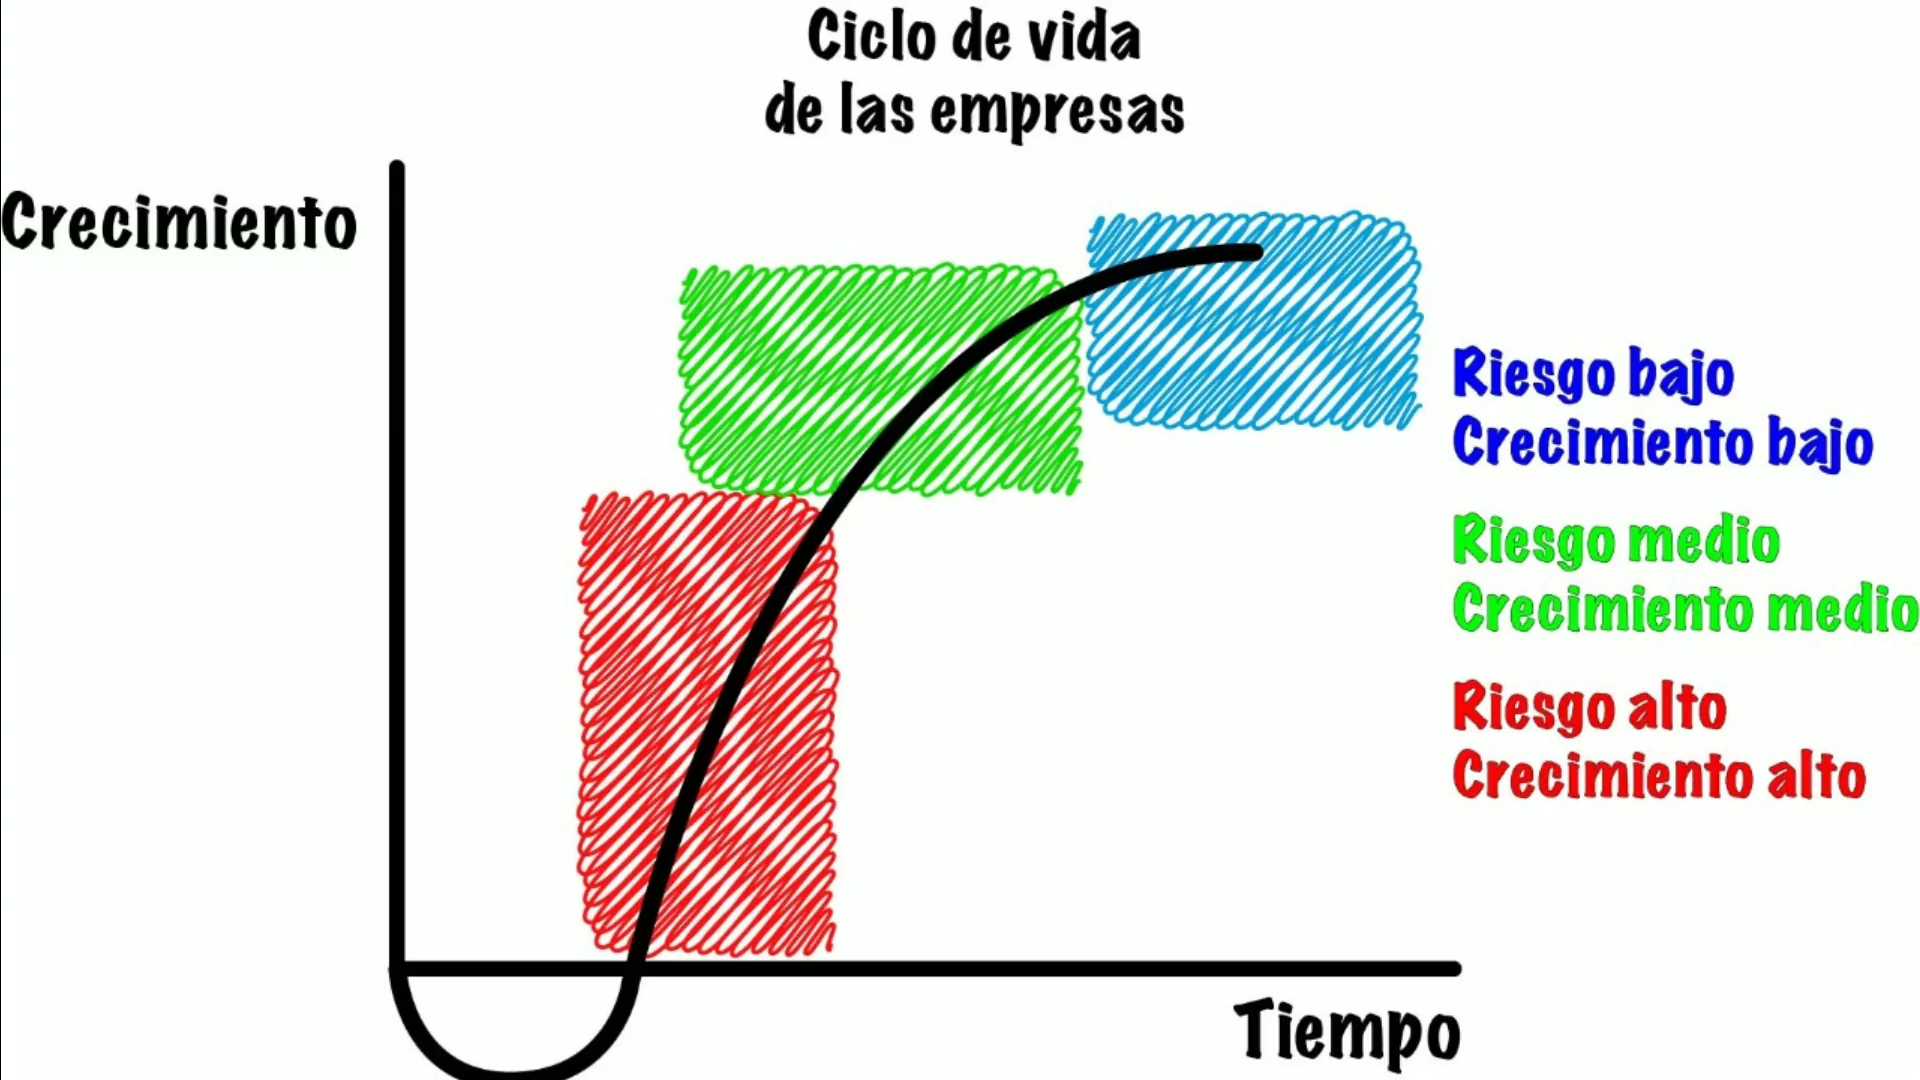 Ciclo de vida
de las empresas
Crecimiento
Riesgo bajo
Crecimiento bajo
Riesgo medio
Crecimiento medio
Riesgo alto
Crecimiento alto
Tiempo